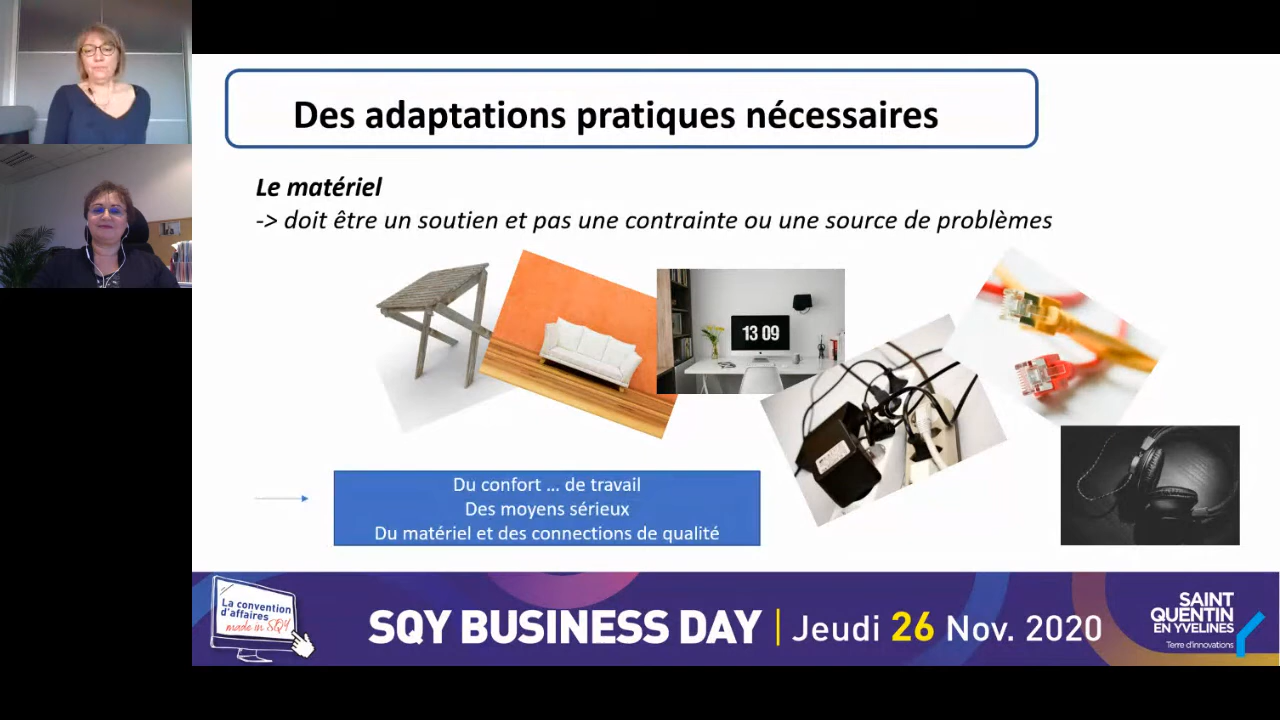 Des adaptations pratiques nécessaires
Le matériel
-> doit être un soutien et pas une contrainte ou une source de problèmes
13 09
Du confort ... de travail
Des moyens sérieux
Du matériel et des connections de qualité
La convention
d'affaires
made in SQY
SQY BUSINESS DAY | Jeudi 26 Nov. 2020
SAINT
QUENTIN
EN YVELINES
Terre d'innovations